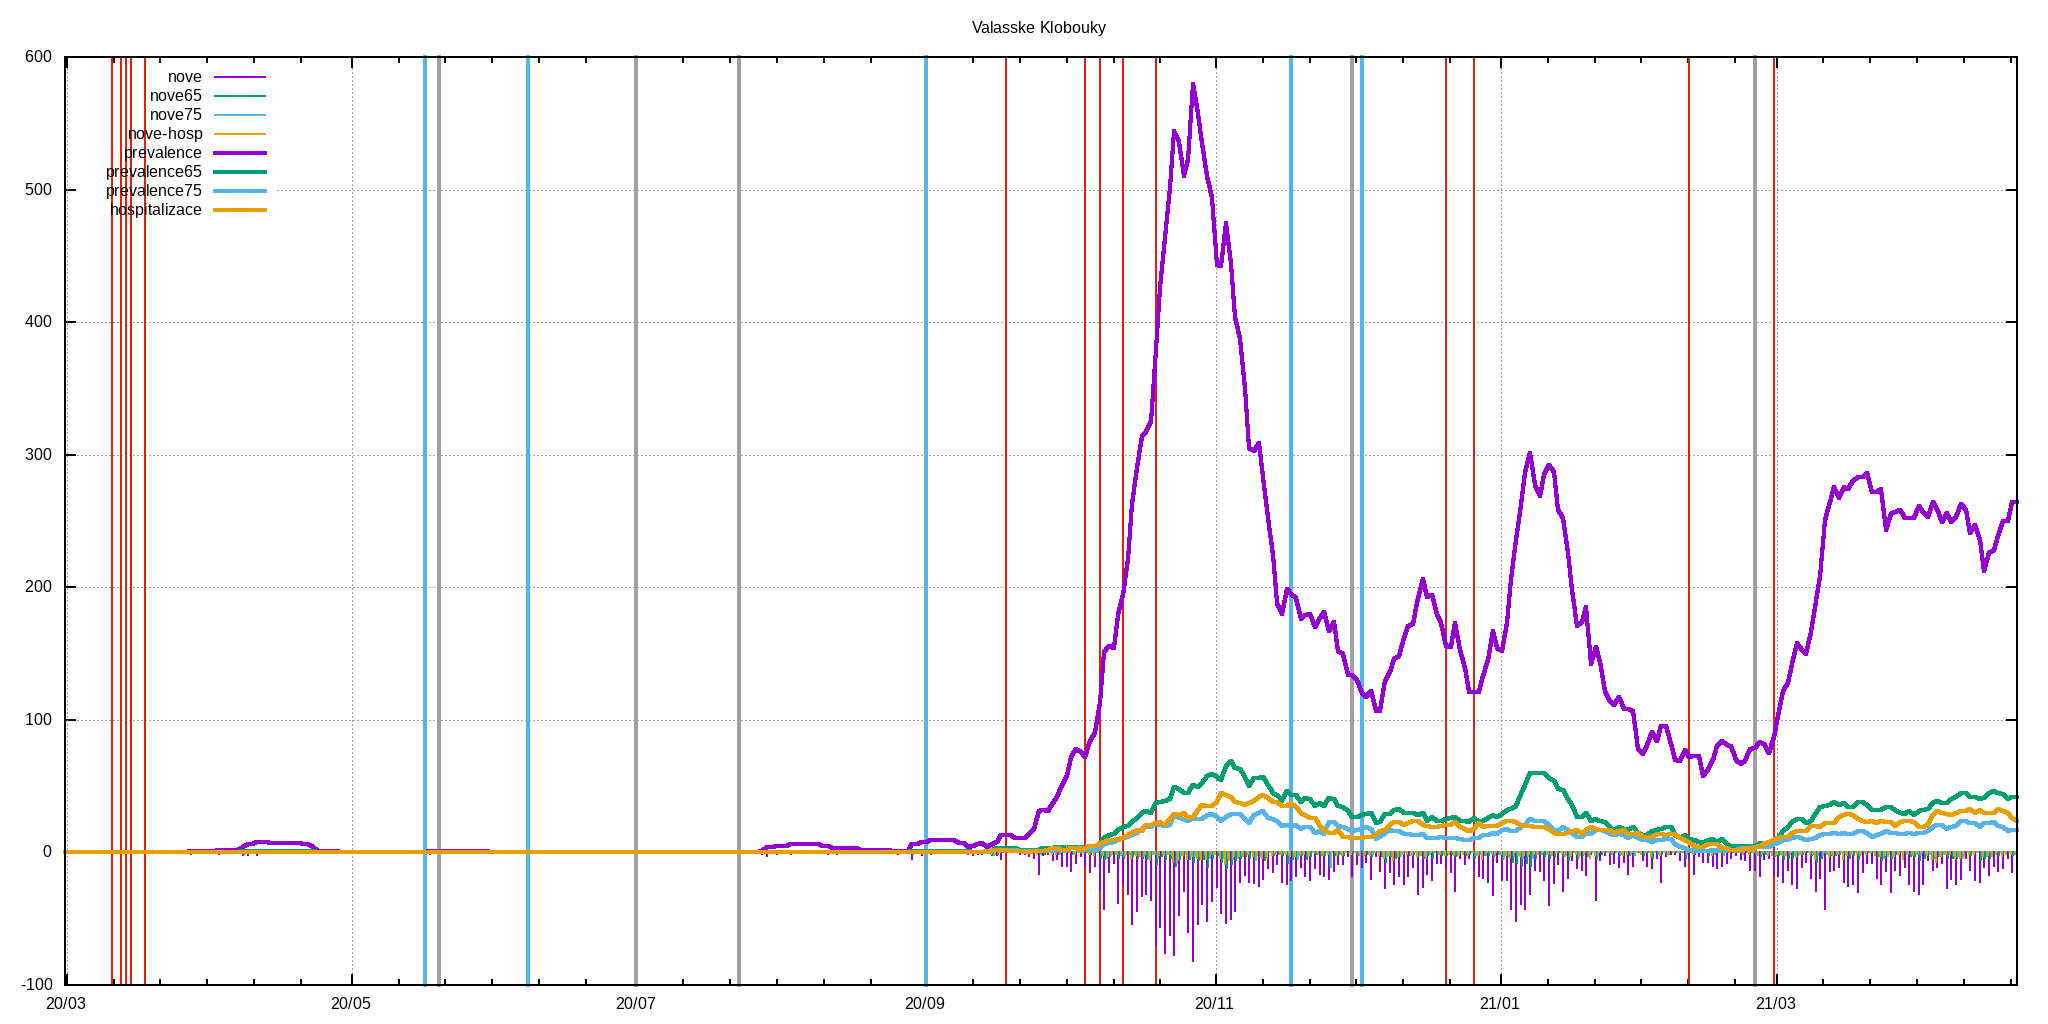 Valasske Klobouky
600
500
400
300
200
100
0
-100
nove
nove65
nove75
nove-hosp
prevalence
prevalence65
prevalence75
hospitalizace
20/03 20/05 20/07 20/09 20/11 21/01 21/03